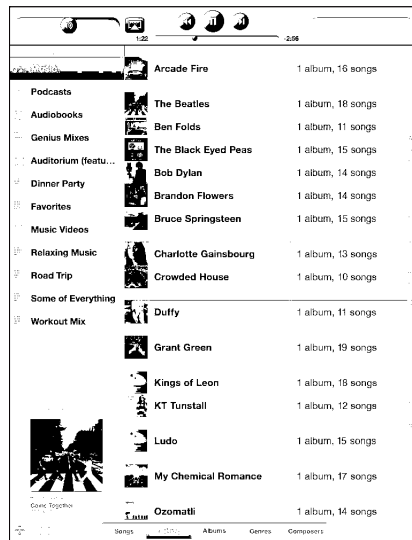 1:22
-2:56
Arcade Fire 1 album, 16 songs
Podcasts
The Beatles 1 album, 18 songs
Audiobooks
Ben Folds 1 album, 11 songs
Genius Mixes
The Black Eyed Peas 1 album, 15 songs
Auditorium (featu...
Bob Dylan 1 album, 14 songs
Dinner Party
Brandon Flowers 1 album, 14 songs
Favorites
Bruce Springsteen 1 album, 15 songs
Music Videos
Relaxing Music
Charlotte Gainsbourg 1 album, 13 songs
Road Trip
Crowded House 1 album, 10 songs
Some of Everything
Duffy 1 album, 11 songs
Workout Mix
Grant Green 1 album, 19 songs
Kings of Leon 1 album, 18 songs
KT Tunstall 1 album, 12 songs
Ludo 1 album, 15 songs
My Chemical Romance 1 album, 17 songs
Come Together
Ozomatli 1 album, 14 songs
Songs Albums Genres Composers